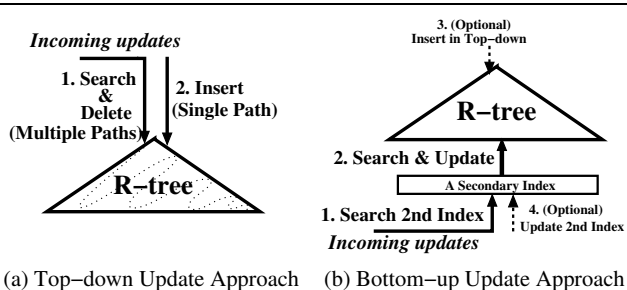 Incoming updates
1. Search
&
Delete
(Multiple Paths)
2. Insert
(Single Path)
R−tree
(a) Top−down Update Approach
3. (Optional)
Insert in Top−down
R−tree
2. Search & Update
A Secondary Index
1. Search 2nd Index
4. (Optional)
Update 2nd Index
Incoming updates
(b) Bottom−up Update Approach